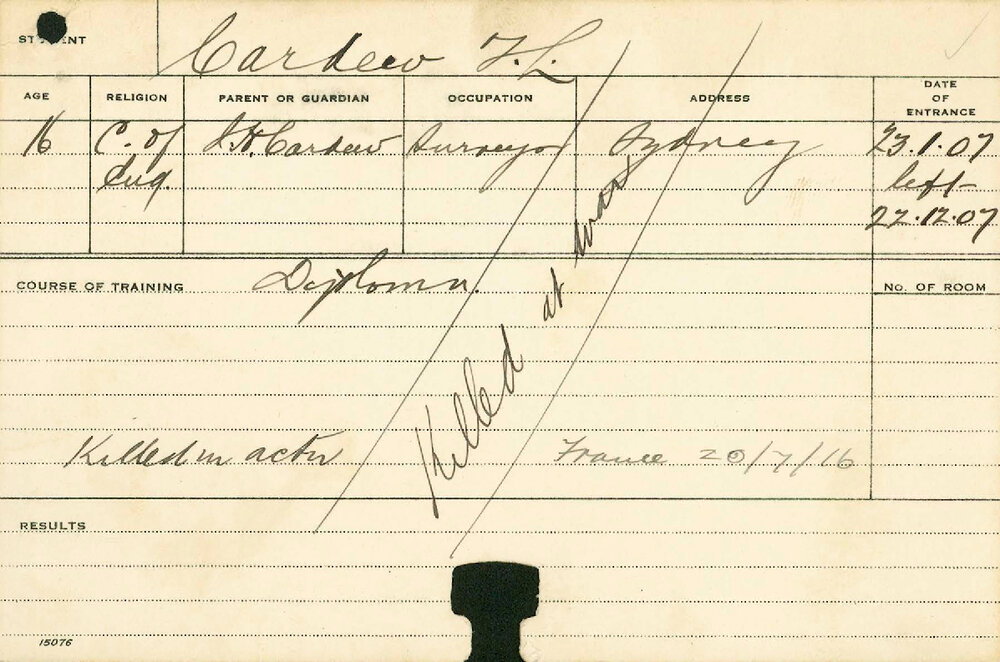 STUDENT Cardew F.L.
AGE RELIGION PARENT OR GUARDIAN OCCUPATION ADDRESS DATE OF ENTRANCE
16 C. of J.H. Cardew Surveyor Sydney 23.1.07
Eng. left
22.12.07
COURSE OF TRAINING Diploma. No. OF ROOM
Killed at war
Killed in actn France 20/7/16
RESULTS
15076